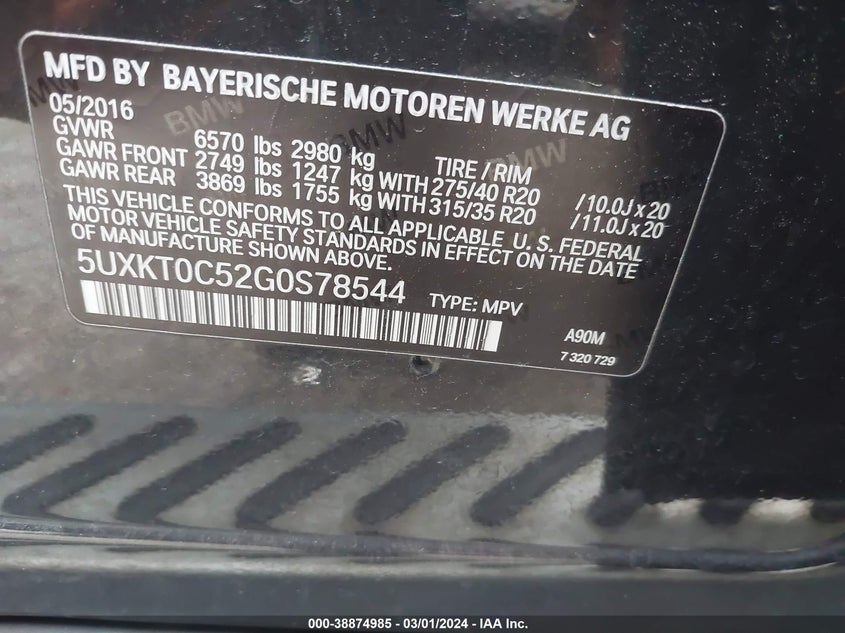 MFD BY BAYERISCHE MOTOREN WERKE AG
05/2016
GVWR 6570 lbs 2980 kg TIRE / RIM
GAWR FRONT 2749 lbs 1247 kg WITH 275/40 R20 /10.0J x 20
GAWR REAR 3869 lbs 1755 kg WITH 315/35 R20 /11.0J x 20
THIS VEHICLE CONFORMS TO ALL APPLICABLE U.S. FEDERAL
MOTOR VEHICLE SAFETY STANDARDS IN EFFECT ON THE DATE
OF MANUFACTURE SHOWN ABOVE.
5UXKT0C52G0S78544 TYPE: MPV
A90M
7 320 729
BMW
BMW
BMW
000-38874985 - 03/01/2024 - IAA Inc.